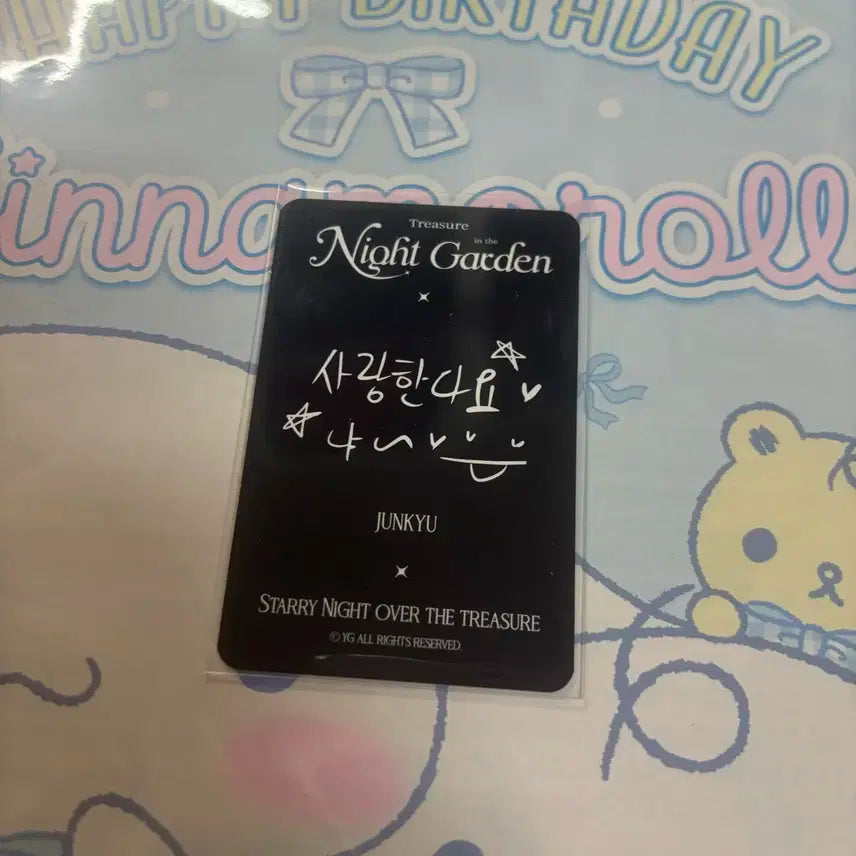 HAPPY BIRTHDAY
innamoroll
Treasure
in the
Night Garden
사랑한다요
JUNKYU
STARRY NIGHT OVER THE TREASURE
© YG ALL RIGHTS RESERVED.